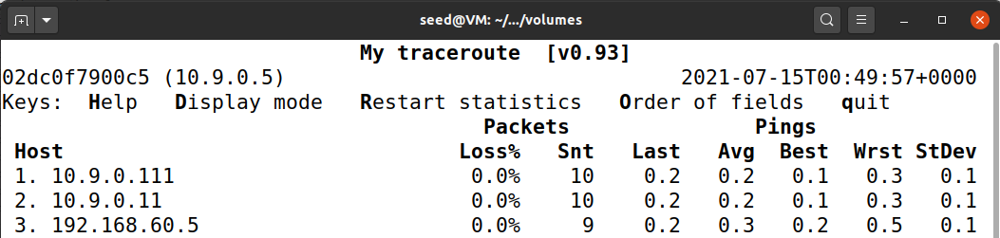 seed@VM: ~/.../volumes
My traceroute  [v0.93]
02dc0f7900c5 (10.9.0.5)                                2021-07-15T00:49:57+0000
Keys:  Help   Display mode   Restart statistics   Order of fields   quit
                                       Packets               Pings
 Host                                Loss%   Snt   Last   Avg  Best  Wrst StDev
 1. 10.9.0.111                        0.0%    10    0.2   0.2   0.1   0.3   0.1
 2. 10.9.0.11                         0.0%    10    0.2   0.2   0.1   0.3   0.1
 3. 192.168.60.5                      0.0%     9    0.2   0.3   0.2   0.5   0.1